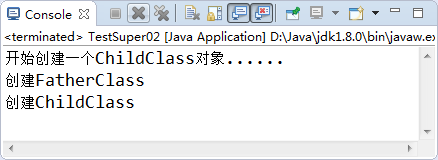 Console
<terminated> TestSuper02 [Java Application] D:\Java\jdk1.8.0\bin\javaw.ex
开始创建一个ChildClass对象......
创建FatherClass
创建ChildClass